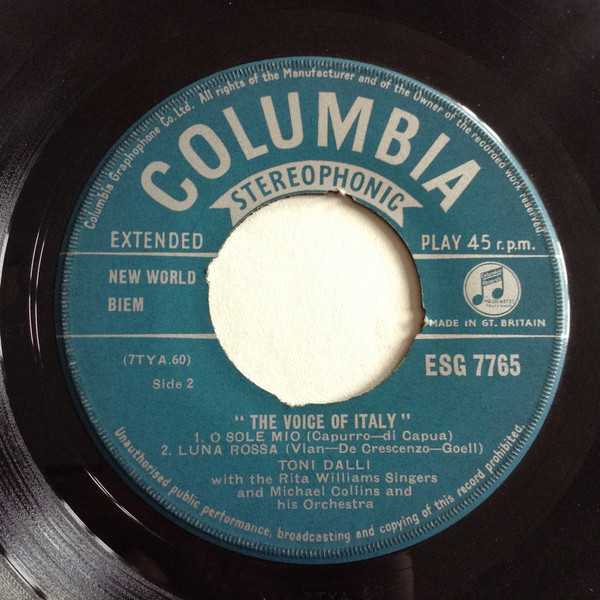 Columbia Graphophone Co. Ltd. All rights of the Manufacturer and of the Owner of the recorded work reserved.
COLUMBIA
STEREOPHONIC
EXTENDED PLAY 45 r.p.m.
NEW WORLD
BIEM
MADE IN GT. BRITAIN
(7TYA.60)
Side 2
ESG 7765
"THE VOICE OF ITALY"
1. O SOLE MIO (Capurro—di Capua)
2. LUNA ROSSA (Vian—De Crescenzo—Goell)
TONI DALLI
with the Rita Williams Singers
and Michael Collins and
his Orchestra
Unauthorised public performance, broadcasting and copying of this record prohibited.